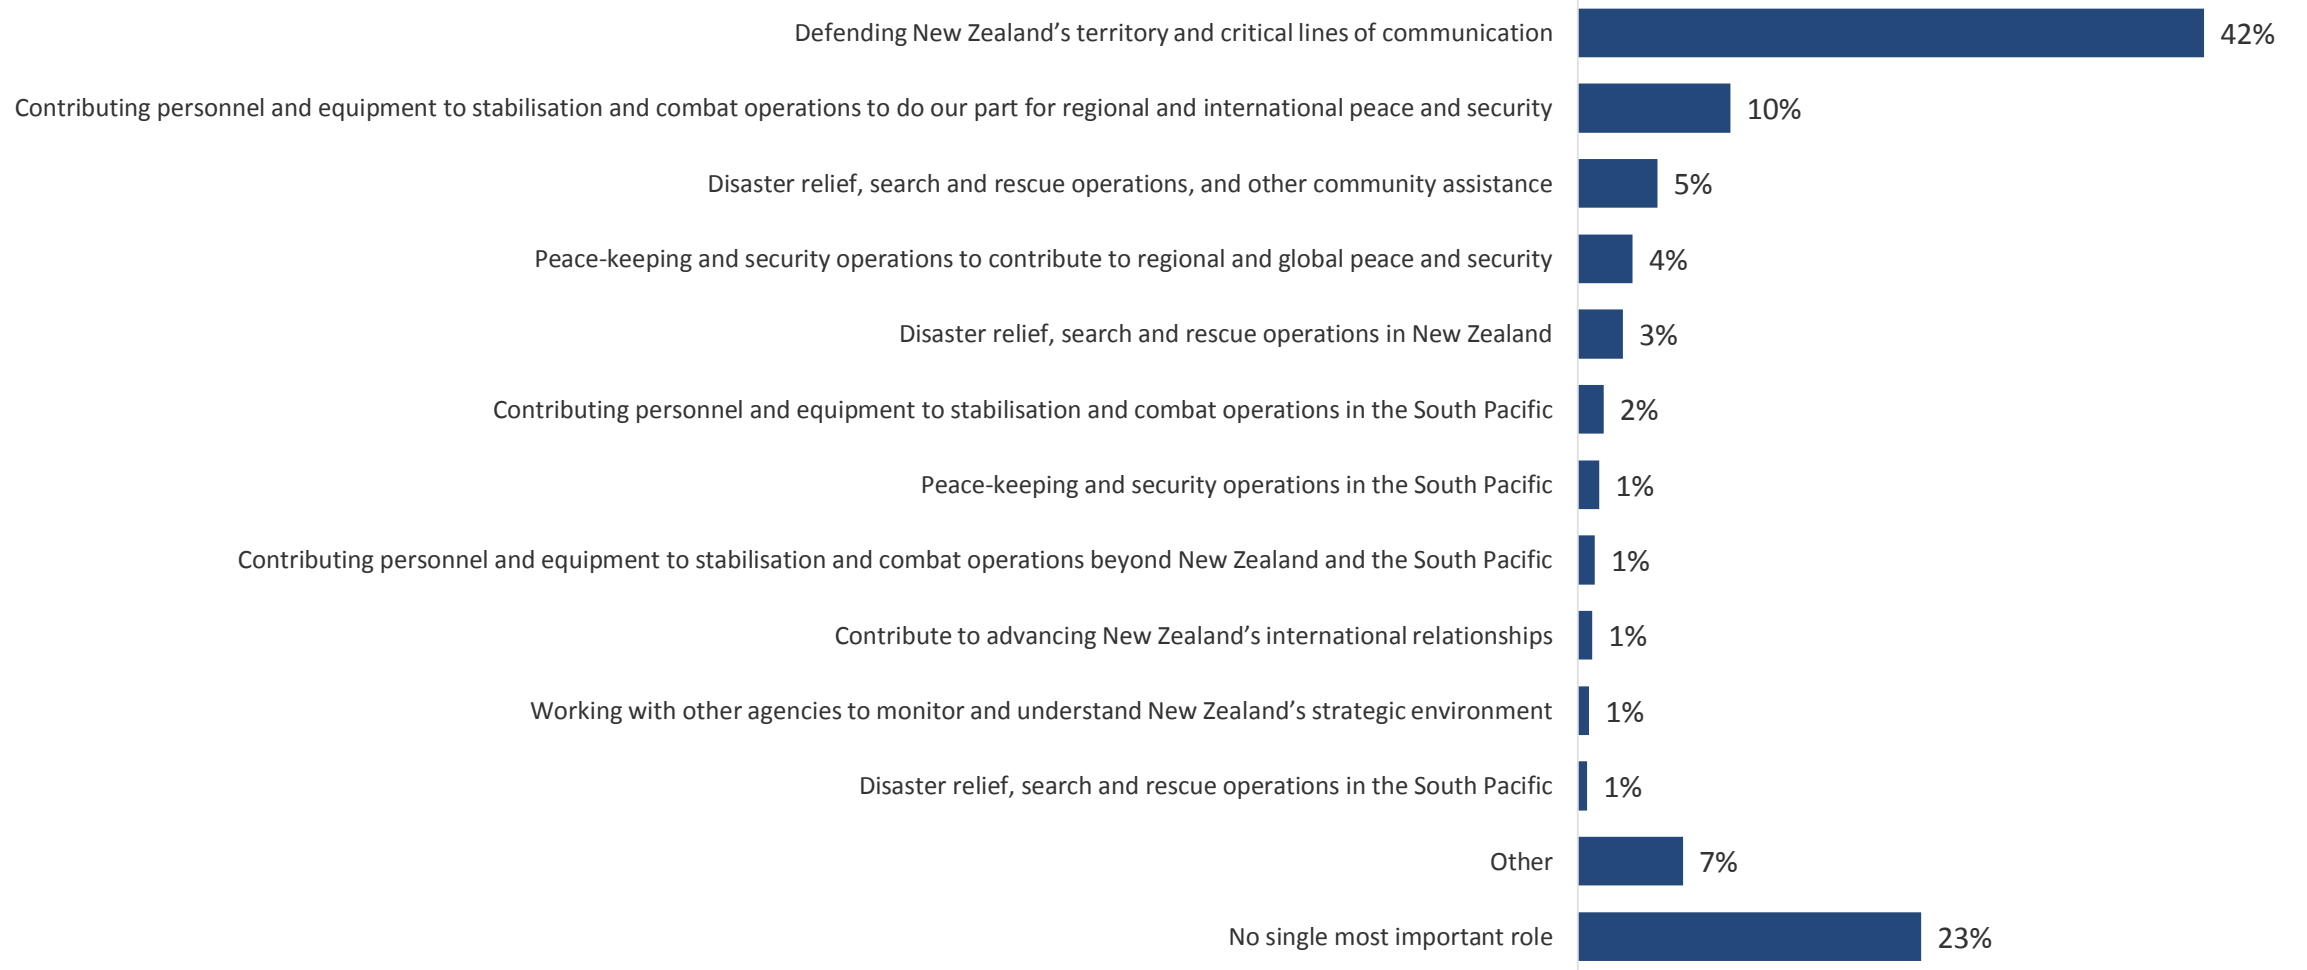 Defending New Zealand’s territory and critical lines of communication 42%
Contributing personnel and equipment to stabilisation and combat operations to do our part for regional and international peace and security 10%
Disaster relief, search and rescue operations, and other community assistance 5%
Peace-keeping and security operations to contribute to regional and global peace and security 4%
Disaster relief, search and rescue operations in New Zealand 3%
Contributing personnel and equipment to stabilisation and combat operations in the South Pacific 2%
Peace-keeping and security operations in the South Pacific 1%
Contributing personnel and equipment to stabilisation and combat operations beyond New Zealand and the South Pacific 1%
Contribute to advancing New Zealand’s international relationships 1%
Working with other agencies to monitor and understand New Zealand’s strategic environment 1%
Disaster relief, search and rescue operations in the South Pacific 1%
Other 7%
No single most important role 23%